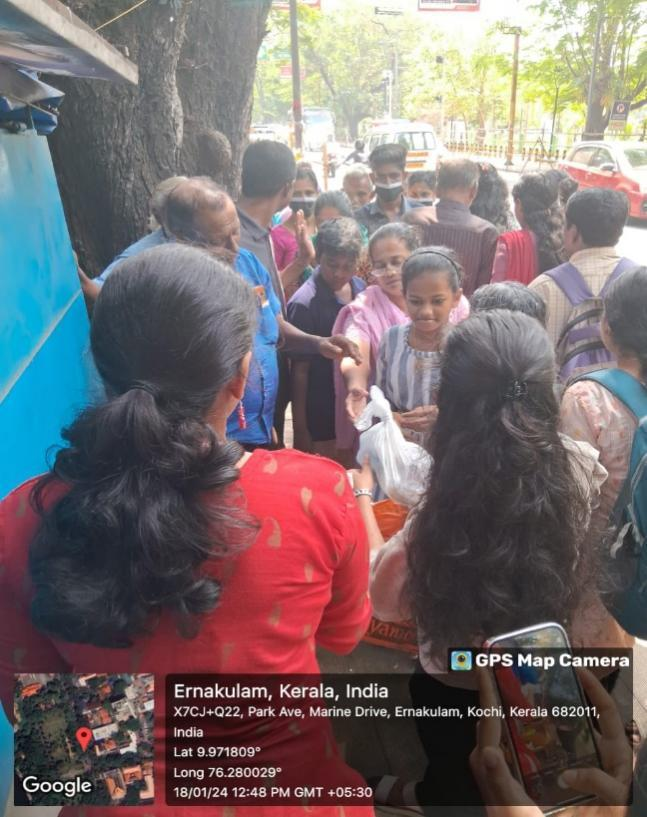 GPS Map Camera
Ernakulam, Kerala, India
X7CJ+Q22, Park Ave, Marine Drive, Ernakulam, Kochi, Kerala 682011,
India
Lat 9.971809°
Long 76.280029°
18/01/24 12:48 PM GMT +05:30
Google